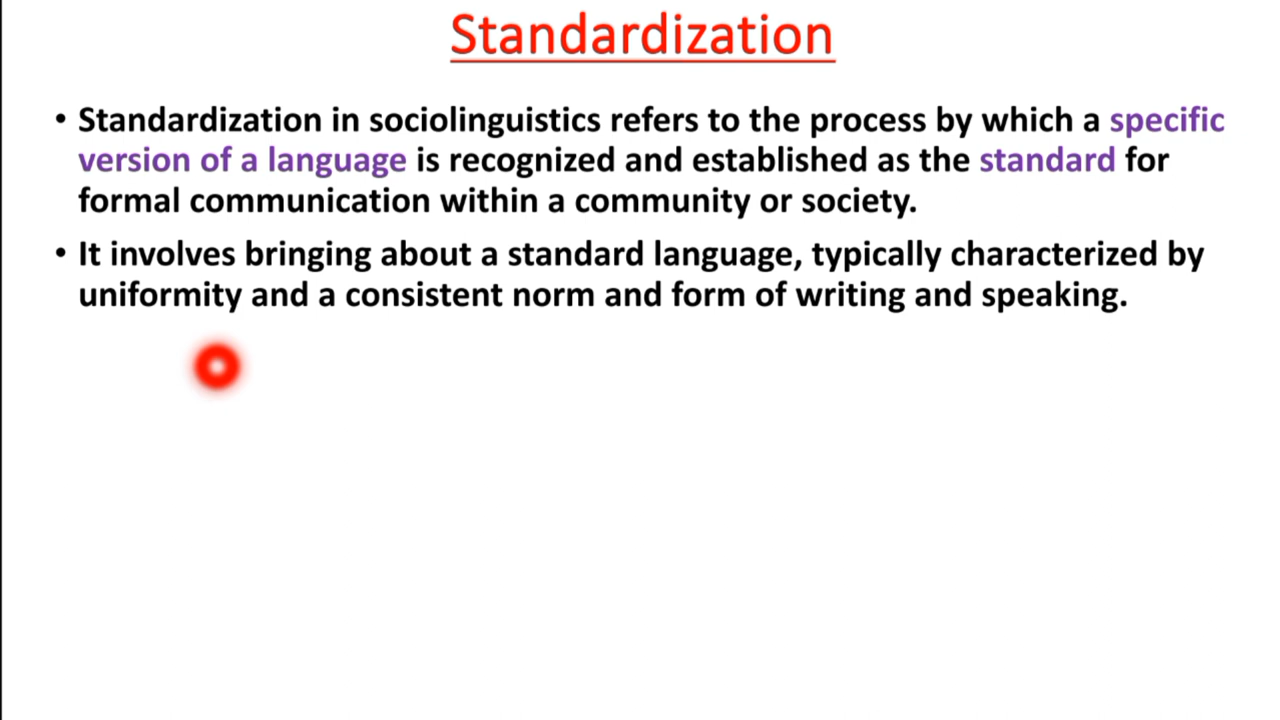 Standardization
• Standardization in sociolinguistics refers to the process by which a specific
version of a language is recognized and established as the standard for
formal communication within a community or society.
• It involves bringing about a standard language, typically characterized by
uniformity and a consistent norm and form of writing and speaking.